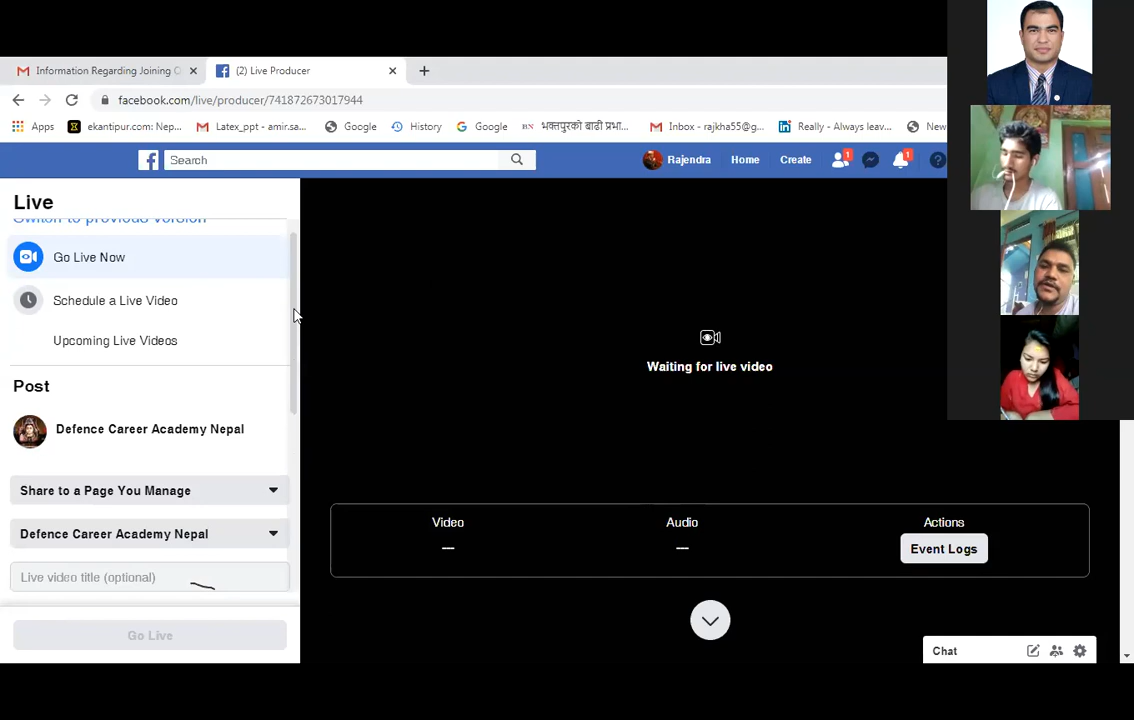 Information Regarding Joining O
(2) Live Producer
facebook.com/live/producer/741872673017944
Apps
ekantipur.com: Nep...
Latex_ppt - amir.sa...
Google
History
Google
भक्तपुरको बाढी प्रभा...
Inbox - rajkha55@g...
Really - Always leav...
New
Search
Rajendra
Home
Create
1
1
Live
Switch to previous version
Go Live Now
Schedule a Live Video
Upcoming Live Videos
Post
Defence Career Academy Nepal
Share to a Page You Manage
Defence Career Academy Nepal
Live video title (optional)
Go Live
Waiting for live video
Video
Audio
Actions
Event Logs
Chat